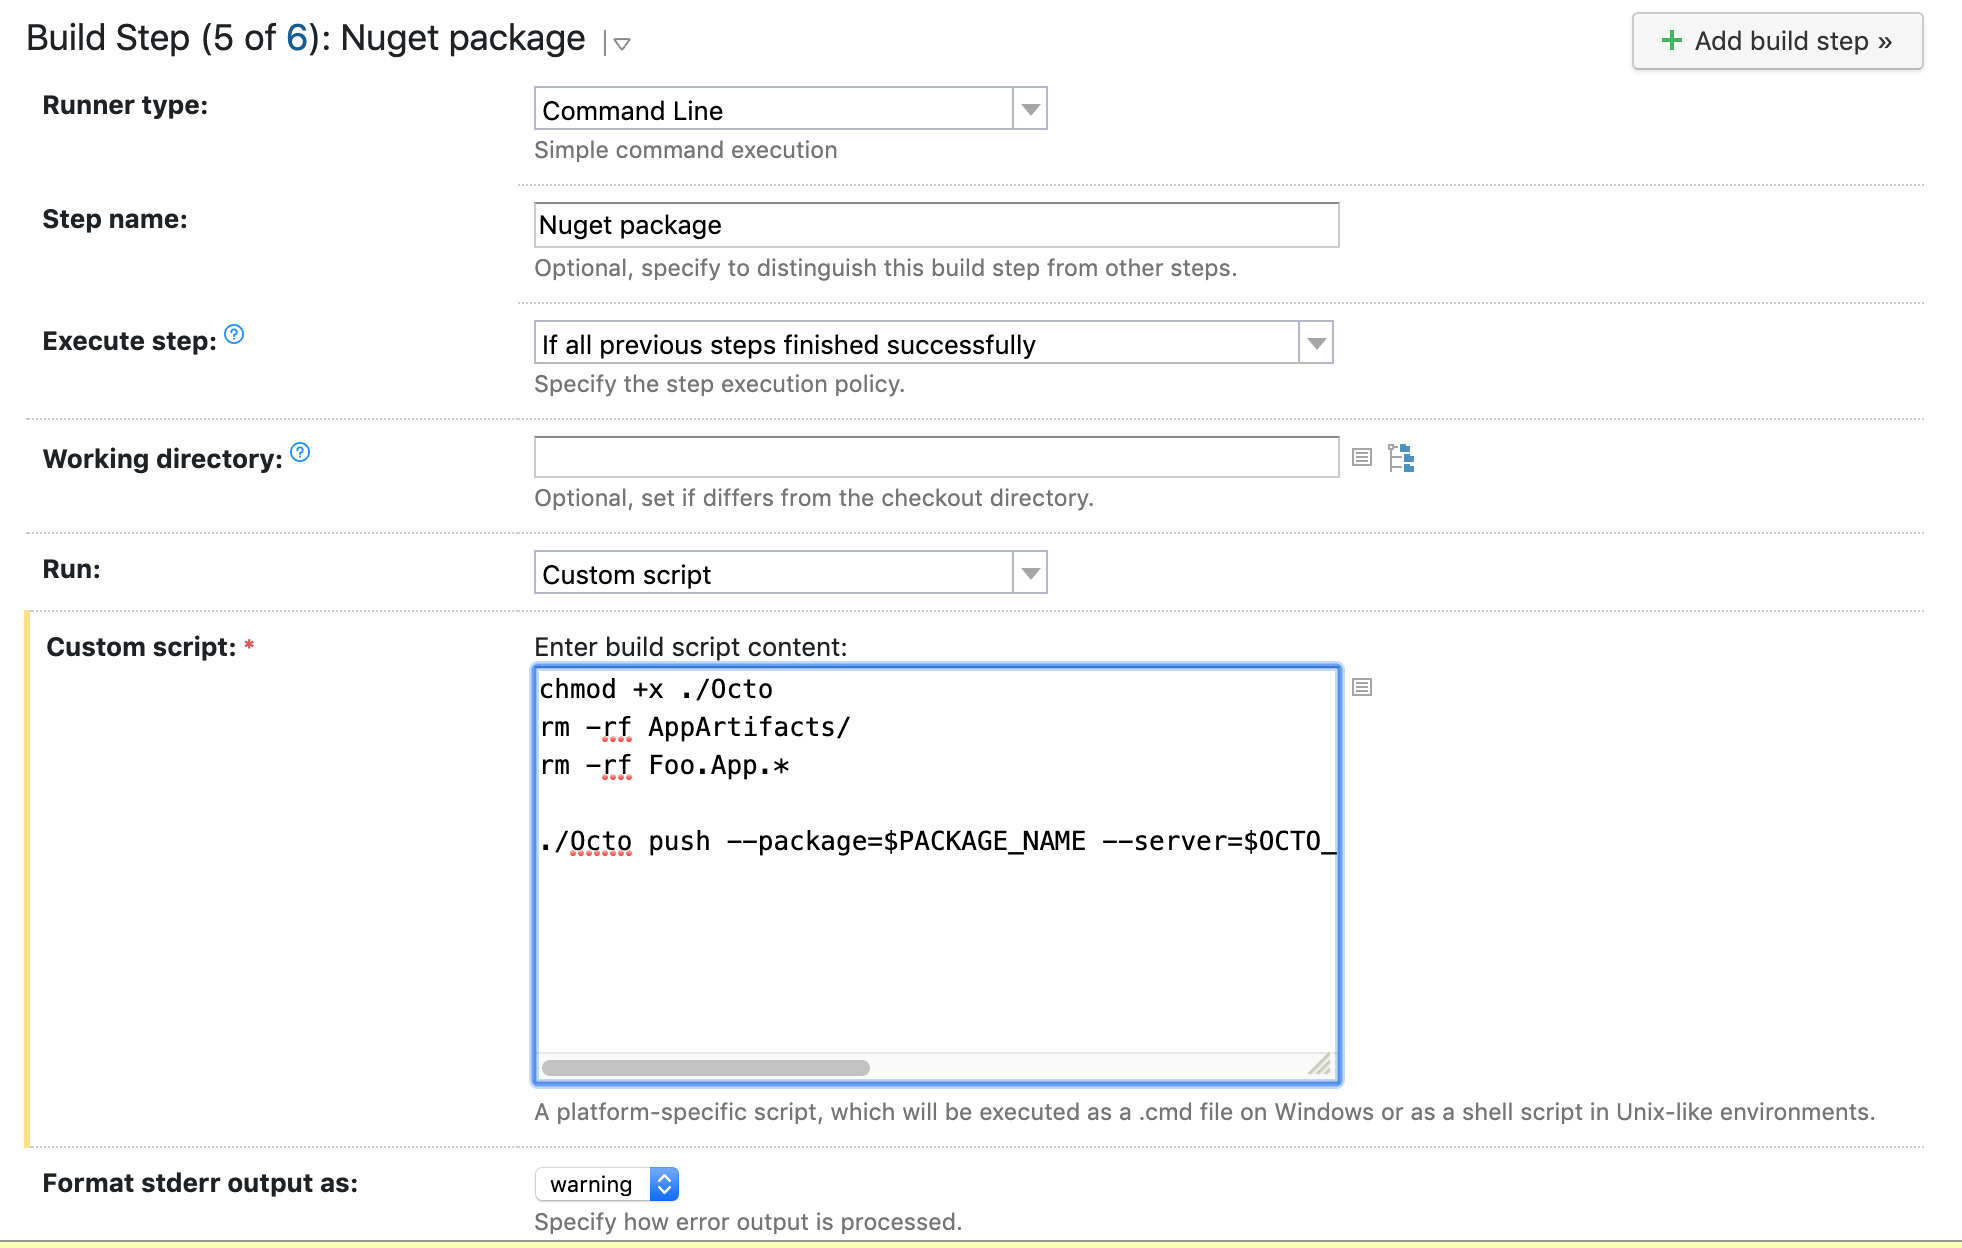 Build Step (5 of 6): Nuget package
+ Add build step »
Runner type:
Command Line
Simple command execution
Step name:
Nuget package
Optional, specify to distinguish this build step from other steps.
Execute step: ?
If all previous steps finished successfully
Specify the step execution policy.
Working directory: ?
Optional, set if differs from the checkout directory.
Run:
Custom script
Custom script: *
Enter build script content:
chmod +x ./Octo
rm -rf AppArtifacts/
rm -rf Foo.App.*
./Octo push --package=$PACKAGE_NAME --server=$OCTO_
A platform-specific script, which will be executed as a .cmd file on Windows or as a shell script in Unix-like environments.
Format stderr output as:
warning
Specify how error output is processed.